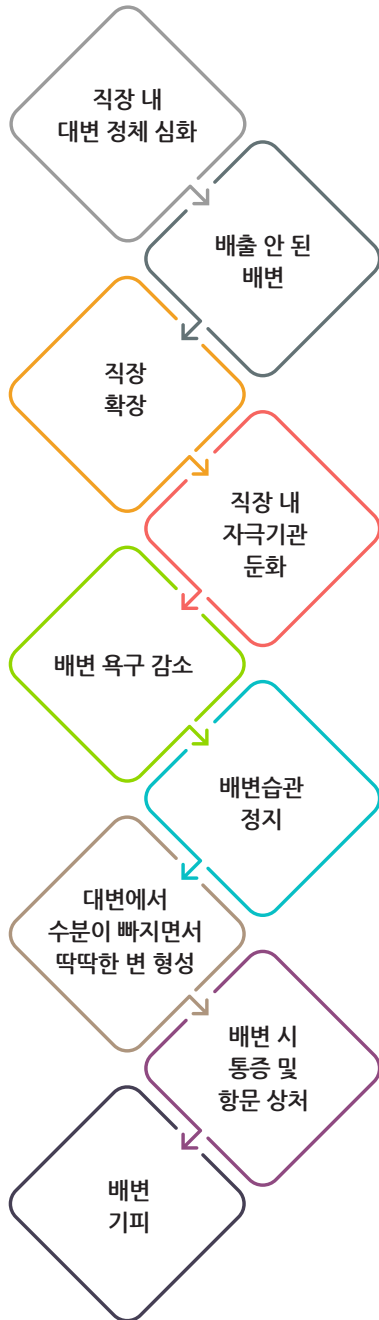 직장 내
대변 정체 심화
배출 안 된
배변
직장
확장
직장 내
자극기관
둔화
배변 욕구 감소
배변습관
정지
대변에서
수분이 빠지면서
딱딱한 변 형성
배변 시
통증 및
항문 상처
배변
기피